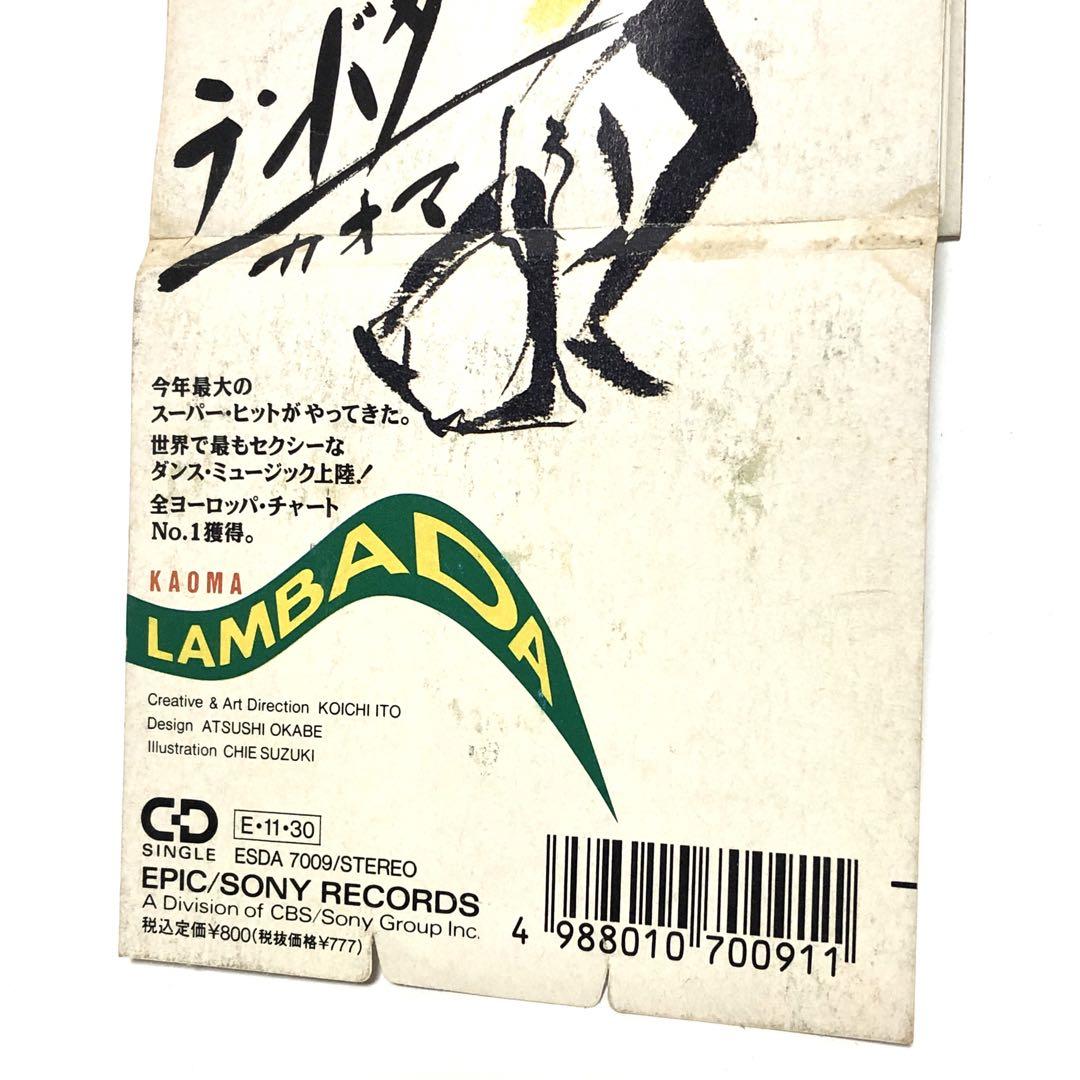 ランバダ
カオマ
今年最大の
スーパー・ヒットがやってきた。
世界で最もセクシーな
ダンス・ミュージック上陸！
全ヨーロッパ・チャート
No.1獲得。
KAOMA
LAMBADA
Creative & Art Direction KOICHI ITO
Design ATSUSHI OKABE
Illustration CHIE SUZUKI
CD
SINGLE
E・11・30
ESDA 7009/STEREO
EPIC/SONY RECORDS
A Division of CBS/Sony Group Inc.
税込定価¥800(税抜価格¥777)
4 988010 700911